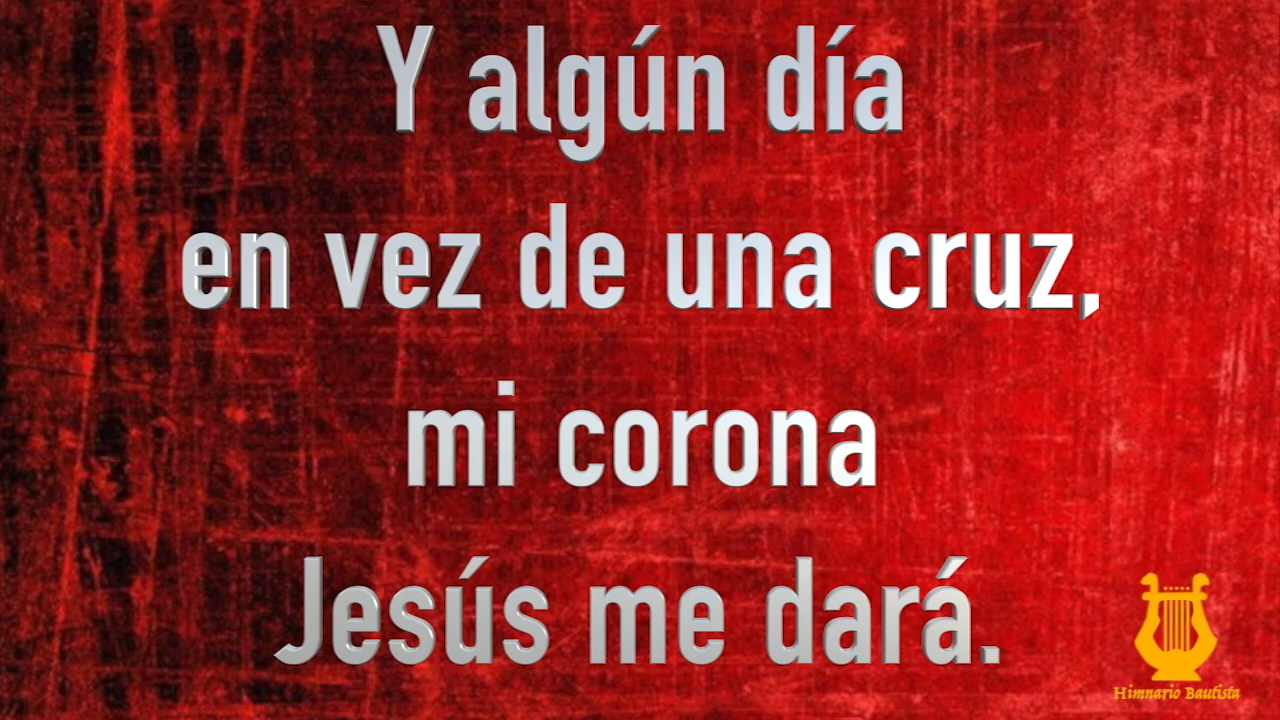 Y algún día
en vez de una cruz,
mi corona
Jesús me dará.
Himnario Bautista